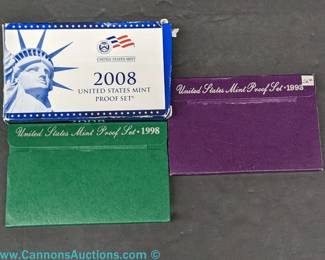 UNITED STATES MINT
2008
UNITED STATES MINT
PROOF SET
United States Mint Proof Set • 1993
United States Mint Proof Set • 1998
www.CannonsAuctions.com ©